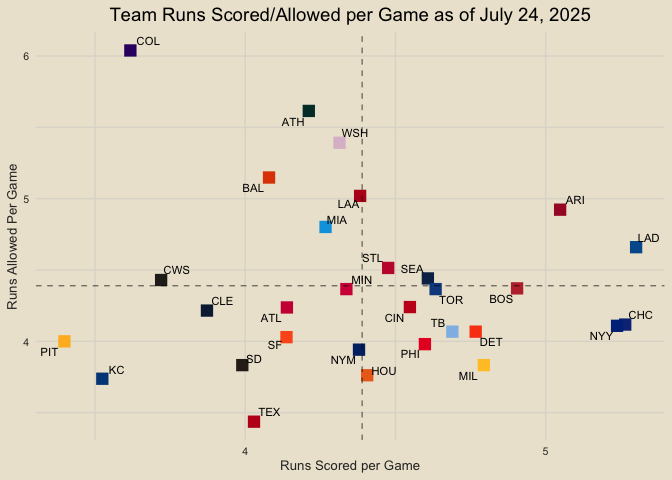 Team Runs Scored/Allowed per Game as of July 24, 2025
COL
6
ATH
WSH
BAL
5
LAA
ARI
MIA
LAD
STL
SEA
CWS
MIN
CLE
TOR
BOS
ATL
CIN
TB
CHC
NYY
PIT
4
SF
DET
PHI
NYM
SD
KC
HOU
MIL
TEX
Runs Allowed Per Game
4
5
Runs Scored per Game